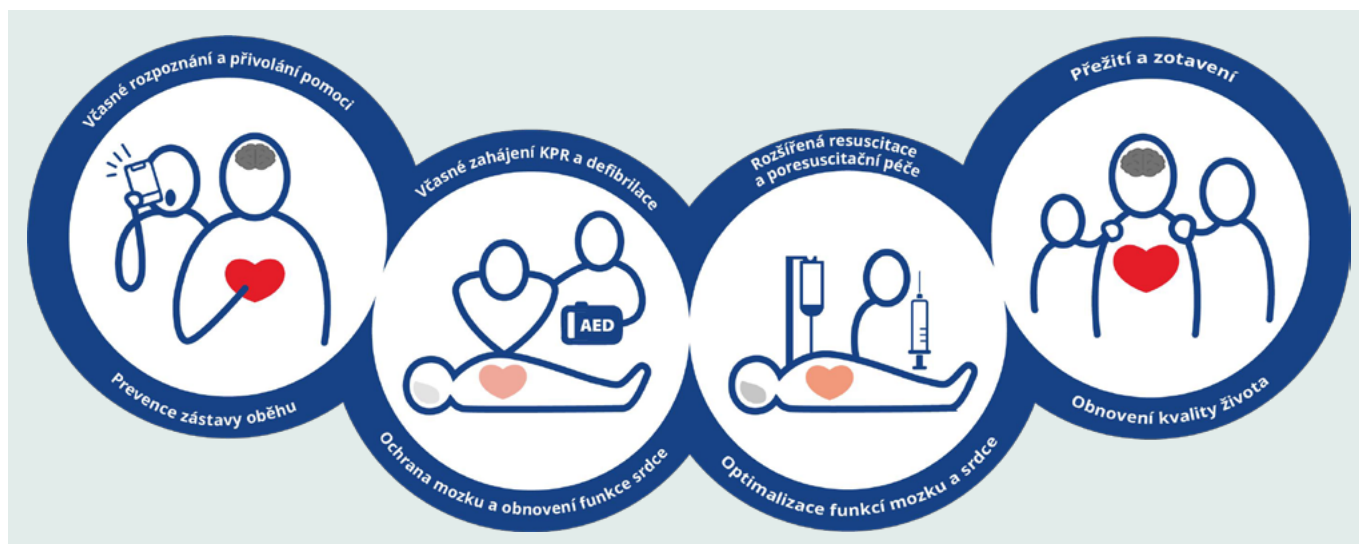 Včasné rozpoznání a přivolání pomoci
Prevence zástavy oběhu
Včasné zahájení KPR a defibrilace
AED
Ochrana mozku a obnovení funkce srdce
Rozšířená resuscitace
a poresuscitační péče
Optimalizace funkcí mozku a srdce
Přežití a zotavení
Obnovení kvality života